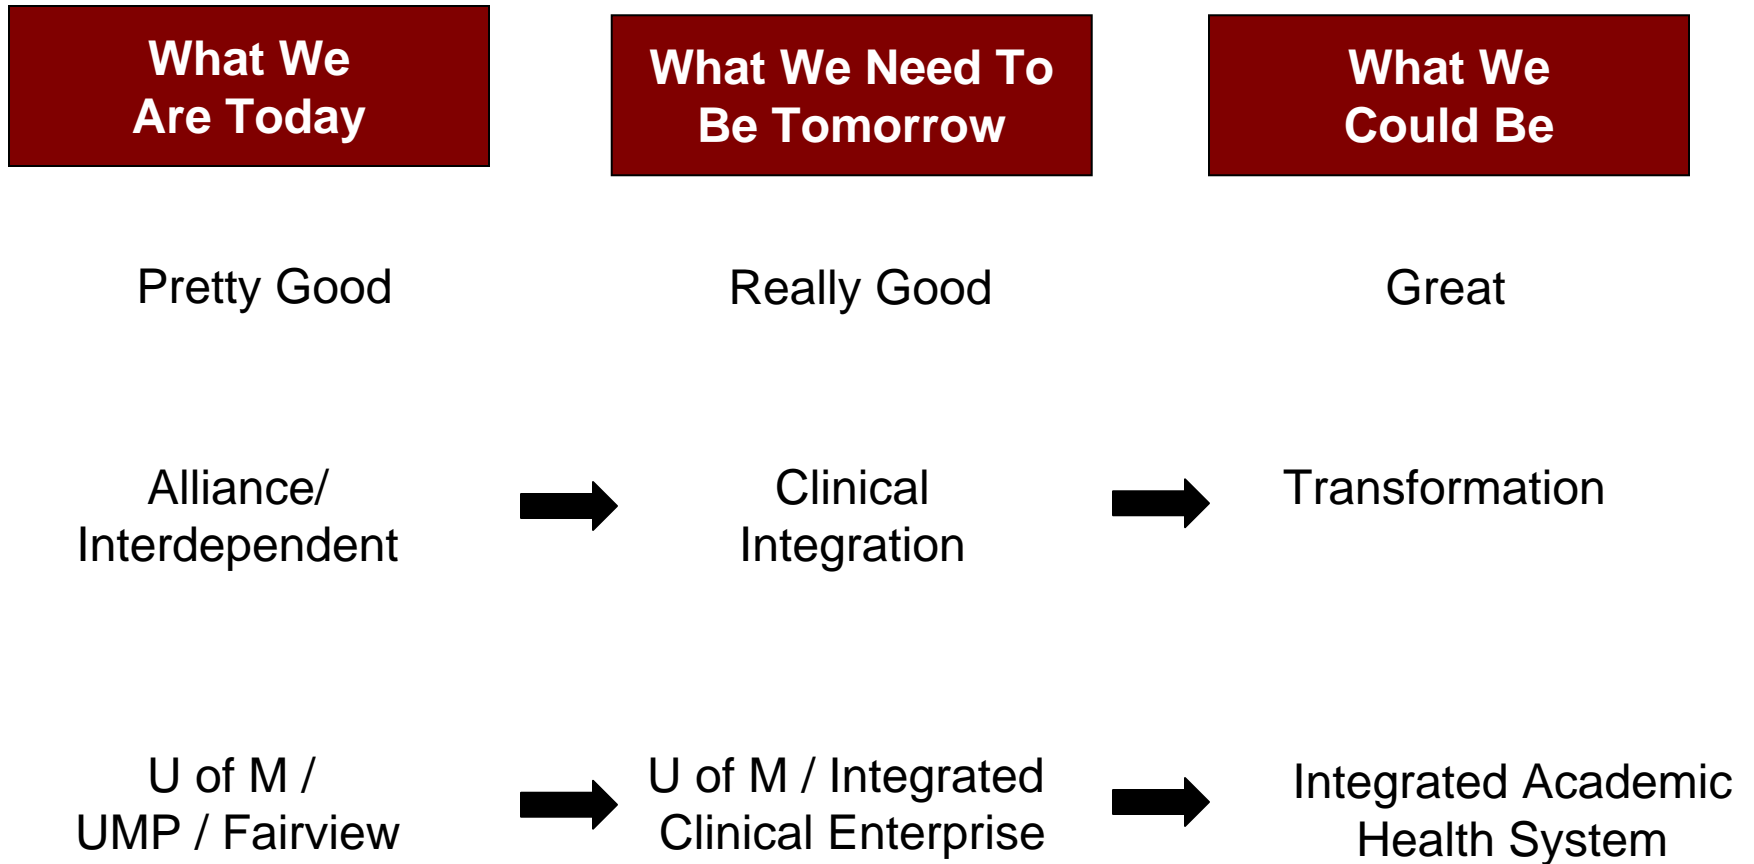 What We
Are Today
What We Need To
Be Tomorrow
What We
Could Be
Pretty Good
Really Good
Great
Alliance/
Interdependent
Clinical
Integration
Transformation
U of M /
UMP / Fairview
U of M / Integrated
Clinical Enterprise
Integrated Academic
Health System